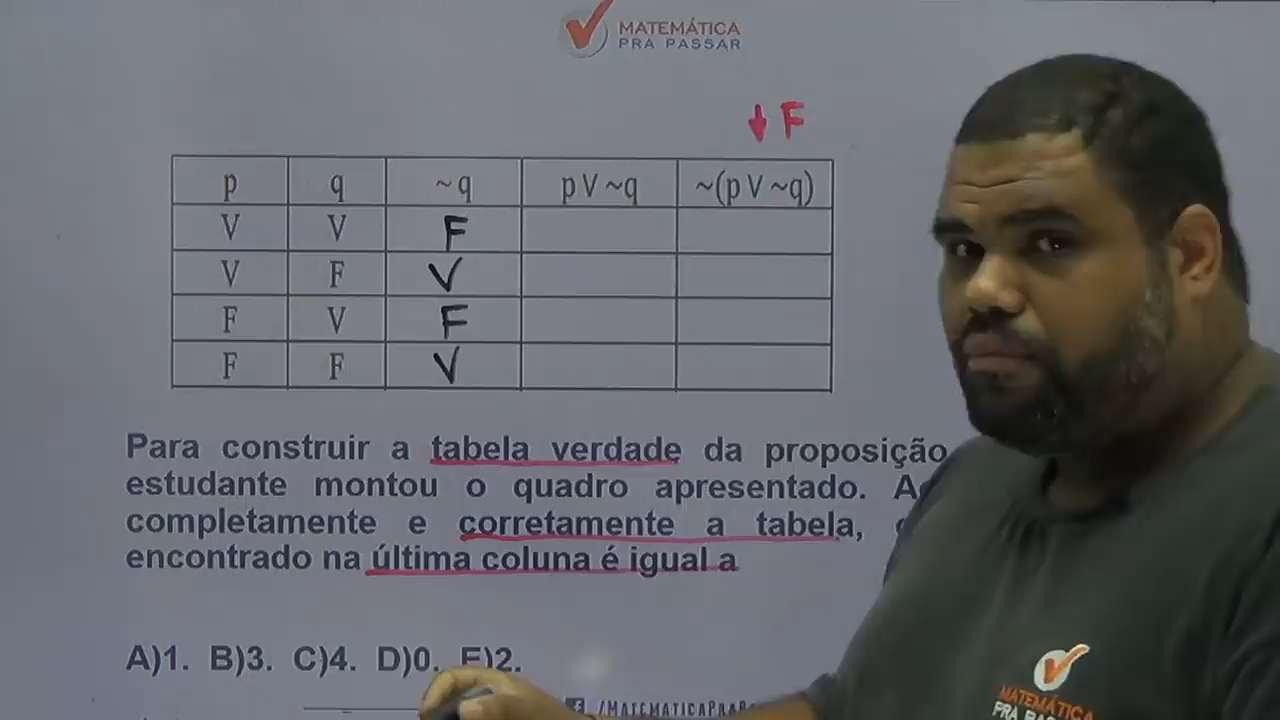 MATEMÁTICA
PRA PASSAR
↓ F
p q ~q p V ~q ~(p V ~q)
V V F
V F V
F V F
F F V
Para construir a tabela verdade da proposição
estudante montou o quadro apresentado.
completamente e corretamente a tabela,
encontrado na última coluna é igual a
A)1. B)3. C)4. D)0. E)2.
MATEMÁTICA